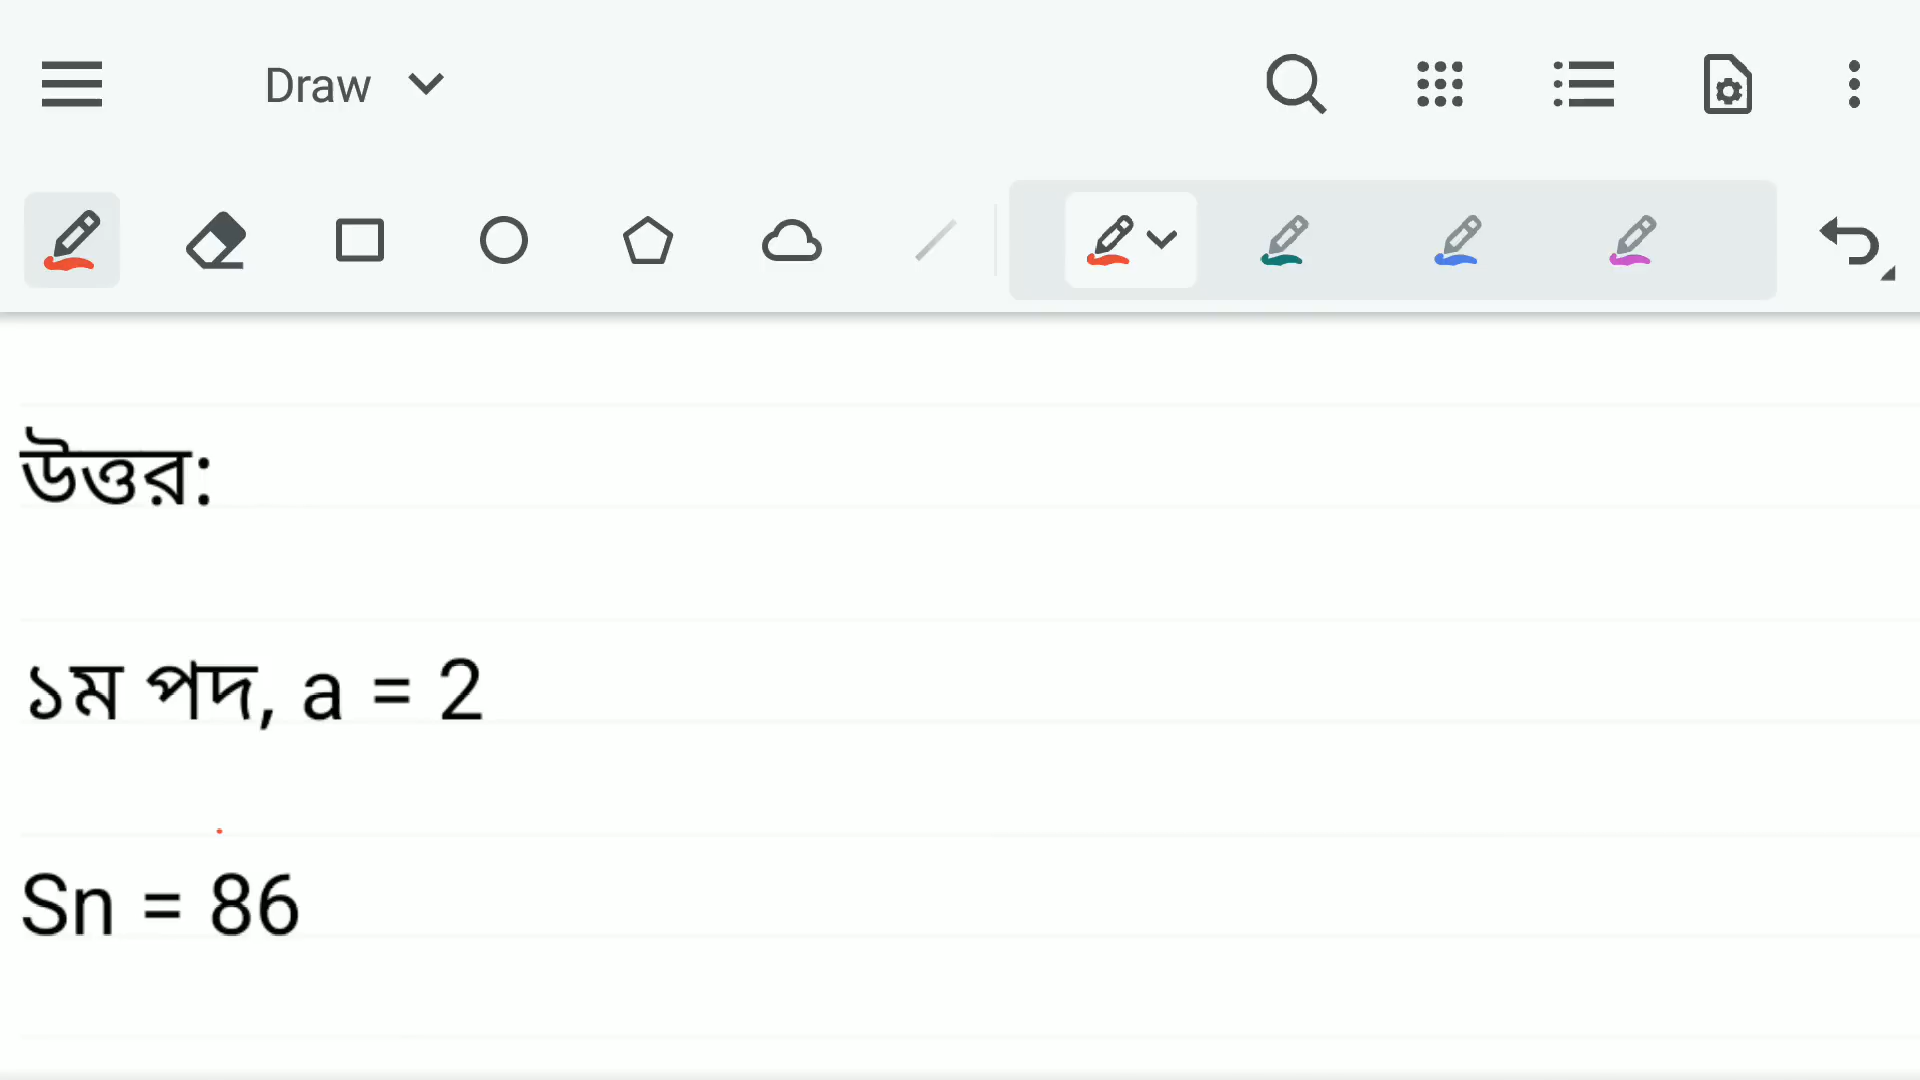 Draw
উত্তর:
১ম পদ, a = 2
Sn = 86